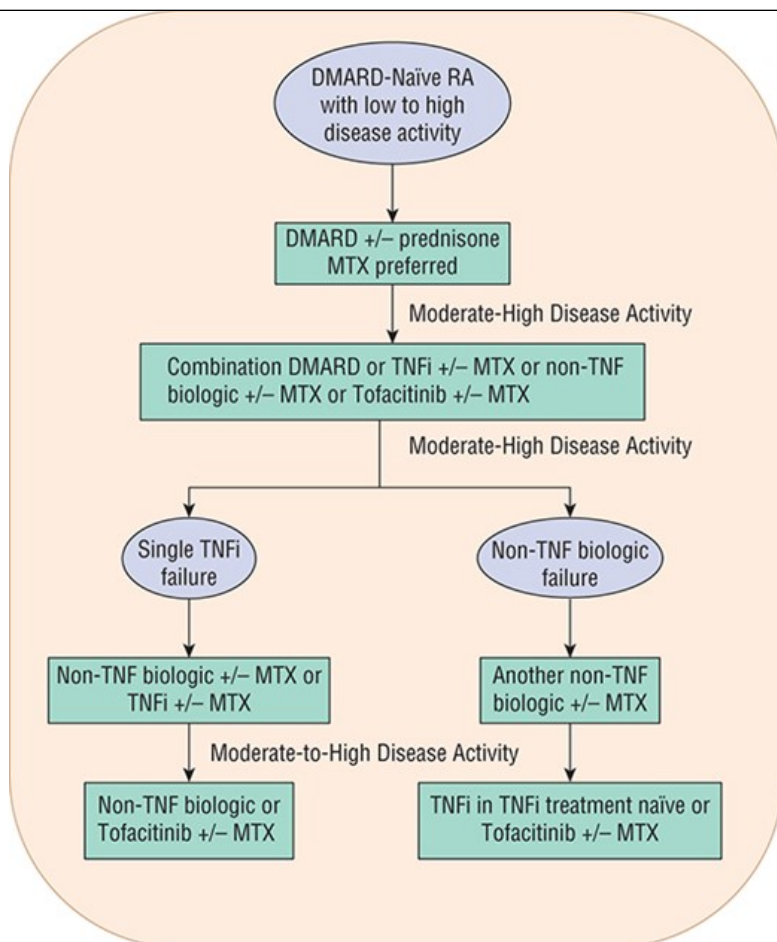 DMARD-Naïve RA
with low to high
disease activity
DMARD +/– prednisone
MTX preferred
Moderate-High Disease Activity
Combination DMARD or TNFi +/– MTX or non-TNF
biologic +/– MTX or Tofacitinib +/– MTX
Moderate-High Disease Activity
Single TNFi
failure
Non-TNF biologic
failure
Non-TNF biologic +/– MTX or
TNFi +/– MTX
Another non-TNF
biologic +/– MTX
Moderate-to-High Disease Activity
Non-TNF biologic or
Tofacitinib +/– MTX
TNFi in TNFi treatment naïve or
Tofacitinib +/– MTX